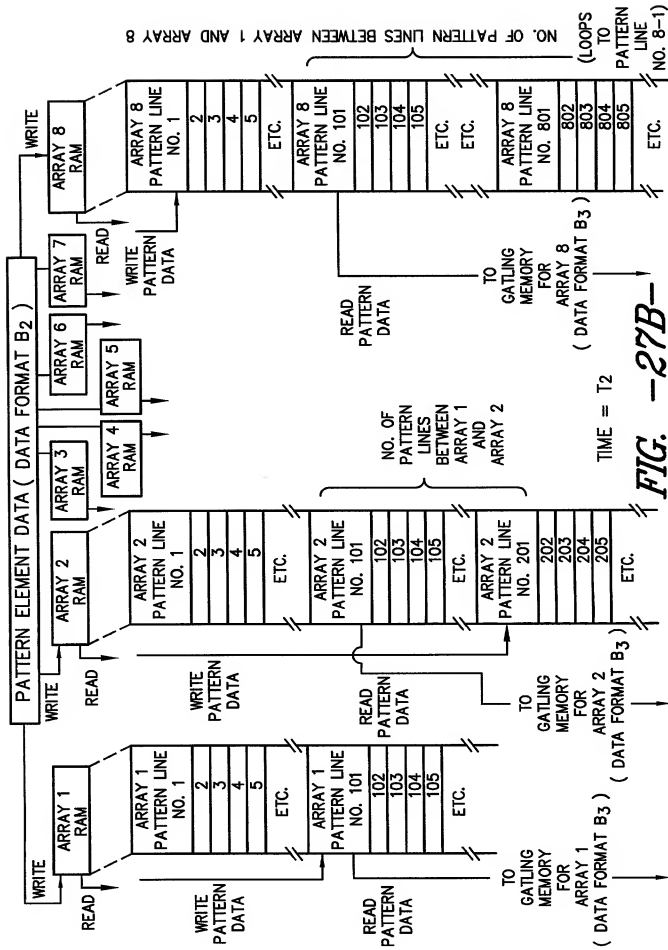 PATTERN ELEMENT DATA ( DATA FORMAT B2 )
WRITE
ARRAY 1
RAM
READ
ARRAY 1
PATTERN LINE
NO. 1
2
3
4
5
ETC.
ARRAY 1
PATTERN LINE
NO. 101
102
103
104
105
ETC.
WRITE
PATTERN
DATA
READ
PATTERN
DATA
TO
GATLING
MEMORY
FOR
ARRAY 1
( DATA FORMAT B3 )
WRITE
ARRAY 2
RAM
READ
ARRAY 2
PATTERN LINE
NO. 1
2
3
4
5
ETC.
ARRAY 2
PATTERN LINE
NO. 101
102
103
104
105
ETC.
ARRAY 2
PATTERN LINE
NO. 201
202
203
204
205
ETC.
WRITE
PATTERN
DATA
READ
PATTERN
DATA
TO
GATLING
MEMORY
FOR
ARRAY 2
( DATA FORMAT B3 )
NO. OF
PATTERN
LINES
BETWEEN
ARRAY 1
AND
ARRAY 2
ARRAY 3
RAM
ARRAY 4
RAM
ARRAY 5
RAM
ARRAY 6
RAM
ARRAY 7
RAM
WRITE
ARRAY 8
RAM
READ
WRITE
PATTERN
DATA
ARRAY 8
PATTERN LINE
NO. 1
2
3
4
5
ETC.
ARRAY 8
PATTERN LINE
NO. 101
102
103
104
105
ETC.
ETC.
ARRAY 8
PATTERN LINE
NO. 801
802
803
804
805
ETC.
READ
PATTERN
DATA
TO
GATLING
MEMORY
FOR
ARRAY 8
( DATA FORMAT B3 )
NO. OF PATTERN LINES BETWEEN ARRAY 1 AND ARRAY 8
(LOOPS
TO
PATTERN
LINE
NO. 8-1)
TIME = T2
FIG. -27B-